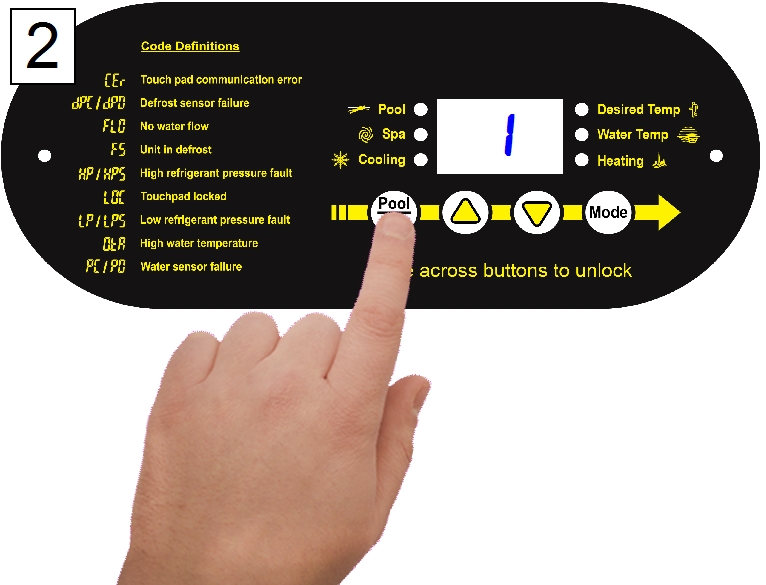 2
Code Definitions
CEr Touch pad communication error
dPC/dPO Defrost sensor failure
FLO No water flow
FS Unit in defrost
HP/HPS High refrigerant pressure fault
LOC Touchpad locked
LP/LPS Low refrigerant pressure fault
OtA High water temperature
PC/PO Water sensor failure
Pool
Spa
Cooling
1
Desired Temp
Water Temp
Heating
Pool
Mode
across buttons to unlock